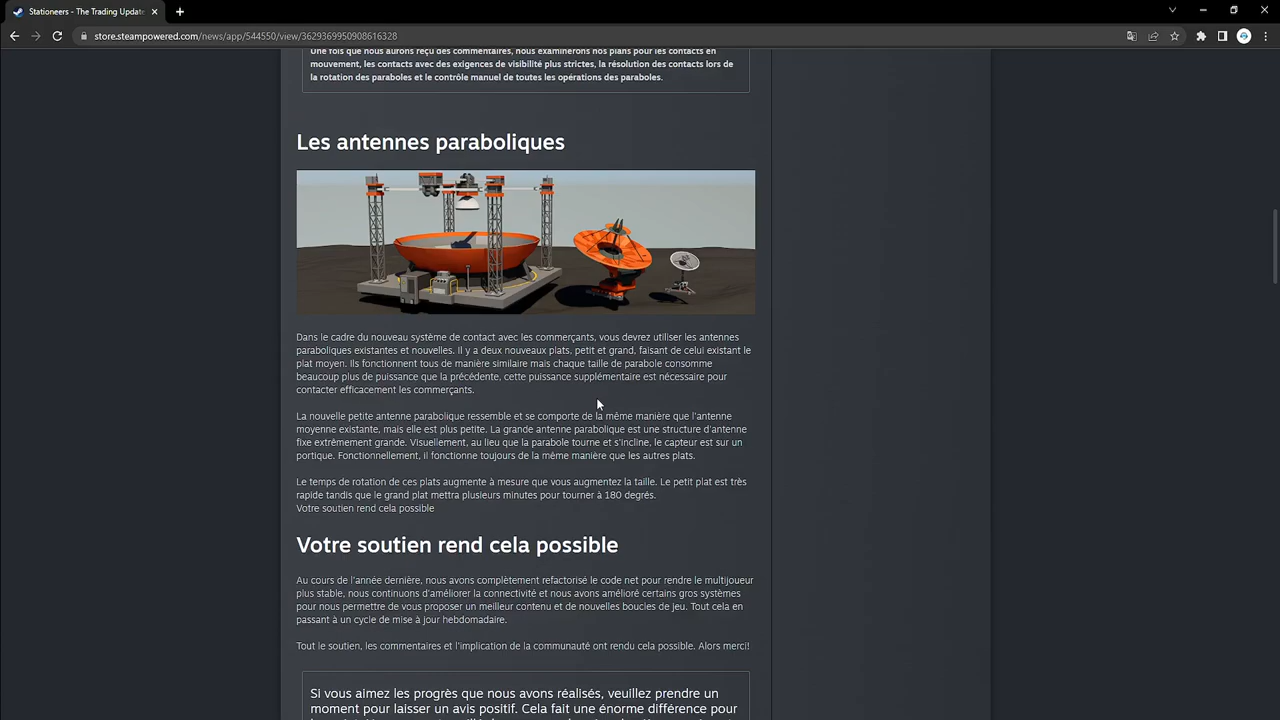 Stationeers - The Trading Update
store.steampowered.com/news/app/544550/view/3629369950908616328
Une fois que nous aurons reçu des commentaires, nous examinerons nos plans pour les contacts en
mouvement, les contacts avec des exigences de visibilité plus strictes, la résolution des contacts lors de
la rotation des paraboles et le contrôle manuel de toutes les opérations des paraboles.
Les antennes paraboliques
Dans le cadre du nouveau système de contact avec les commerçants, vous devrez utiliser les antennes
paraboliques existantes et nouvelles. Il y a deux nouveaux plats, petit et grand, faisant de celui existant le
plat moyen. Ils fonctionnent tous de manière similaire mais chaque taille de parabole consomme
beaucoup plus de puissance que la précédente, cette puissance supplémentaire est nécessaire pour
contacter efficacement les commerçants.
La nouvelle petite antenne parabolique ressemble et se comporte de la même manière que l'antenne
moyenne existante, mais elle est plus petite. La grande antenne parabolique est une structure d'antenne
fixe extrêmement grande. Visuellement, au lieu que la parabole tourne et s'incline, le capteur est sur un
portique. Fonctionnellement, il fonctionne toujours de la même manière que les autres plats.
Le temps de rotation de ces plats augmente à mesure que vous augmentez la taille. Le petit plat est très
rapide tandis que le grand plat mettra plusieurs minutes pour tourner à 180 degrés.
Votre soutien rend cela possible
Votre soutien rend cela possible
Au cours de l'année dernière, nous avons complètement refactorisé le code net pour rendre le multijoueur
plus stable, nous continuons d'améliorer la connectivité et nous avons amélioré certains gros systèmes
pour nous permettre de vous proposer un meilleur contenu et de nouvelles boucles de jeu. Tout cela en
passant à un cycle de mise à jour hebdomadaire.
Tout le soutien, les commentaires et l'implication de la communauté ont rendu cela possible. Alors merci!
Si vous aimez les progrès que nous avons réalisés, veuillez prendre un
moment pour laisser un avis positif. Cela fait une énorme différence pour